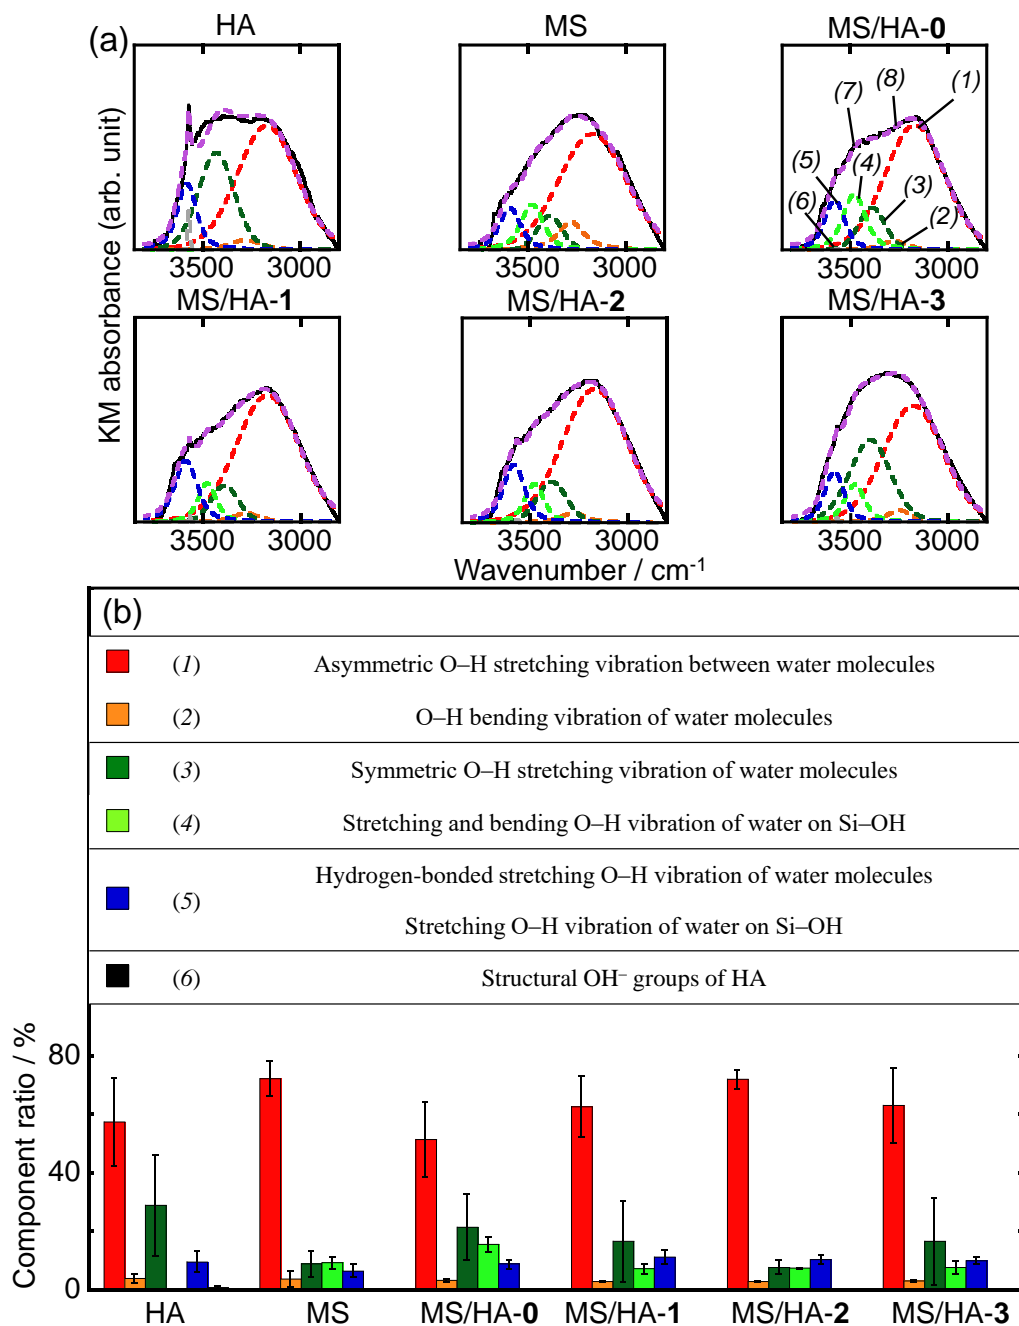 (a)
HA
MS
MS/HA-0
KM absorbance (arb. unit)
(7)
(8)
(1)
(5)
(4)
(6)
(3)
(2)
3500
3000
3500
3000
3500
3000
MS/HA-1
MS/HA-2
MS/HA-3
3500
3000
3500
3000
3500
3000
Wavenumber / cm⁻¹
(b)
(1) Asymmetric O–H stretching vibration between water molecules
(2) O–H bending vibration of water molecules
(3) Symmetric O–H stretching vibration of water molecules
(4) Stretching and bending O–H vibration of water on Si–OH
(5) Hydrogen-bonded stretching O–H vibration of water molecules
Stretching O–H vibration of water on Si–OH
(6) Structural OH⁻ groups of HA
Component ratio / %
80
40
0
HA
MS
MS/HA-0
MS/HA-1
MS/HA-2
MS/HA-3